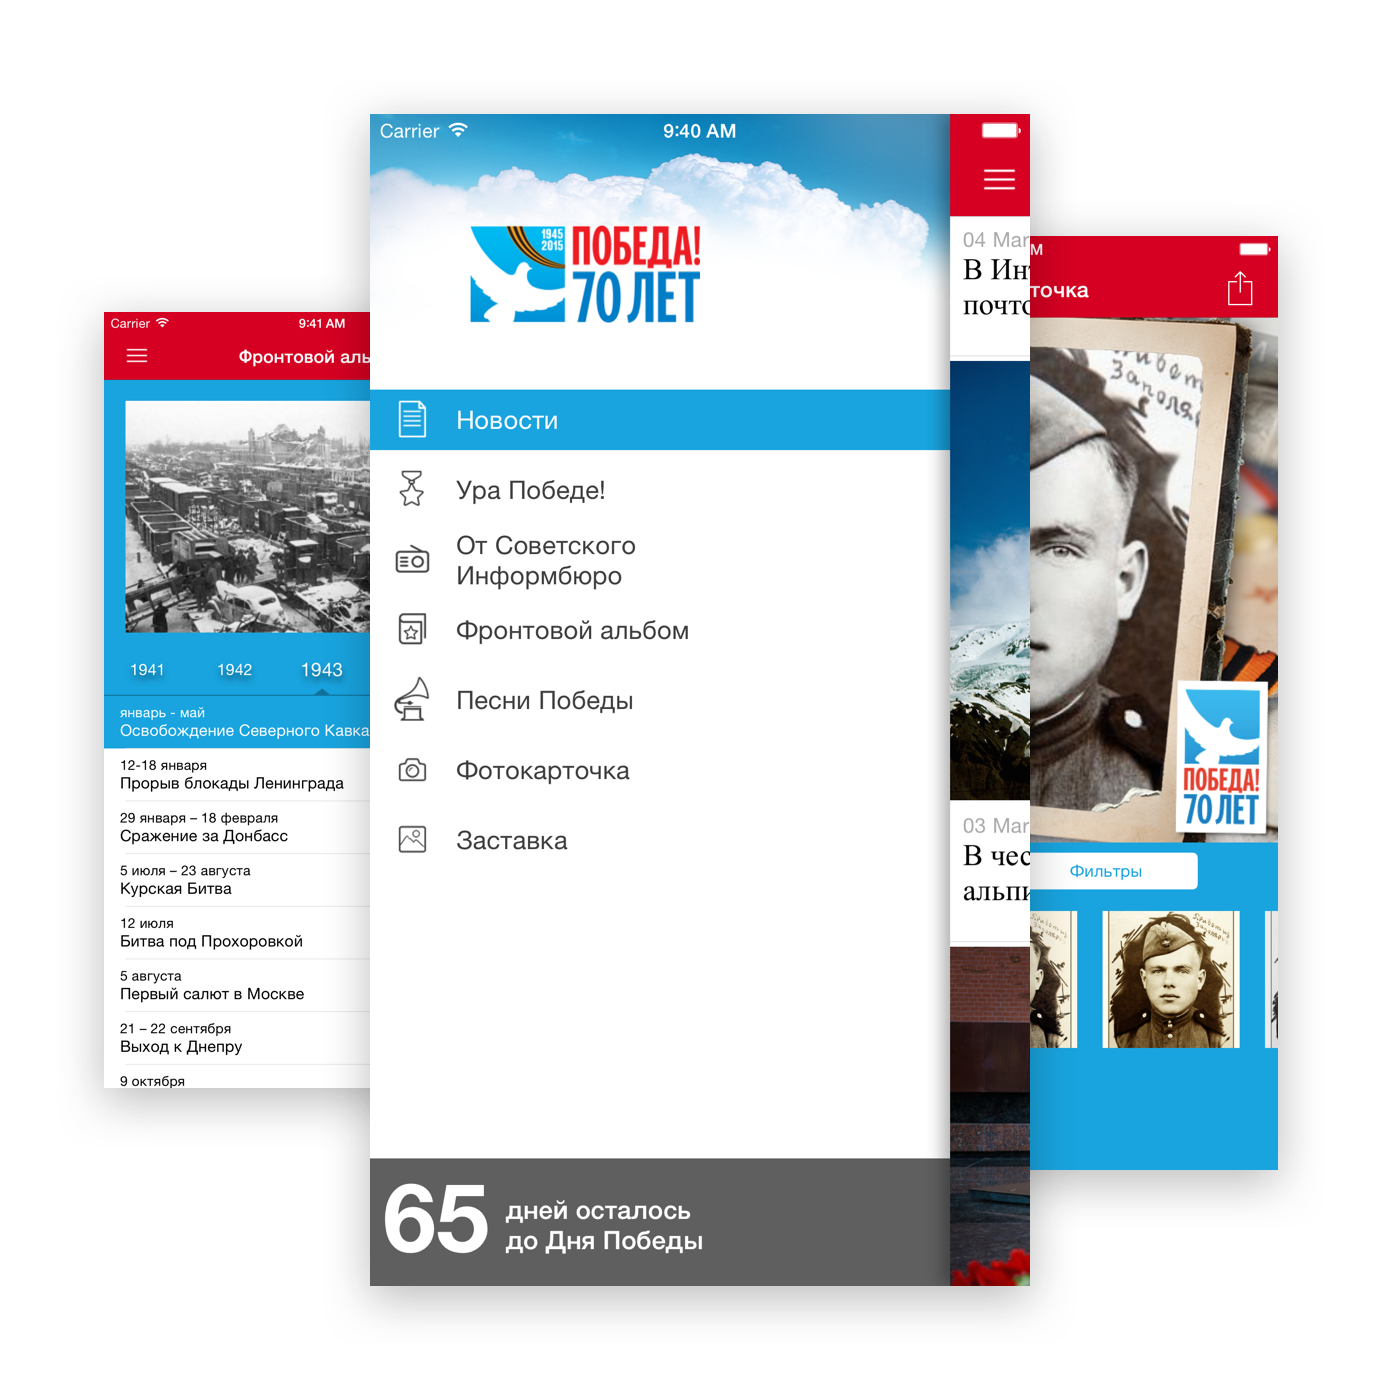 Carrier
9:41 AM
Фронтовой аль
1941
1942
1943
январь - май
Освобождение Северного Кавка
12-18 января
Прорыв блокады Ленинграда
29 января – 18 февраля
Сражение за Донбасс
5 июля – 23 августа
Курская Битва
12 июля
Битва под Прохоровкой
5 августа
Первый салют в Москве
21 – 22 сентября
Выход к Днепру
9 октября
Carrier
9:40 AM
1945
2015
ПОБЕДА!
70 ЛЕТ
Новости
Ура Победе!
От Советского
Информбюро
Фронтовой альбом
Песни Победы
Фотокарточка
Заставка
65
дней осталось
до Дня Победы
04 Mar
В Инт
почто
03 Mar
В чес
альпи
M
точка
ПОБЕДА!
70 ЛЕТ
Фильтры